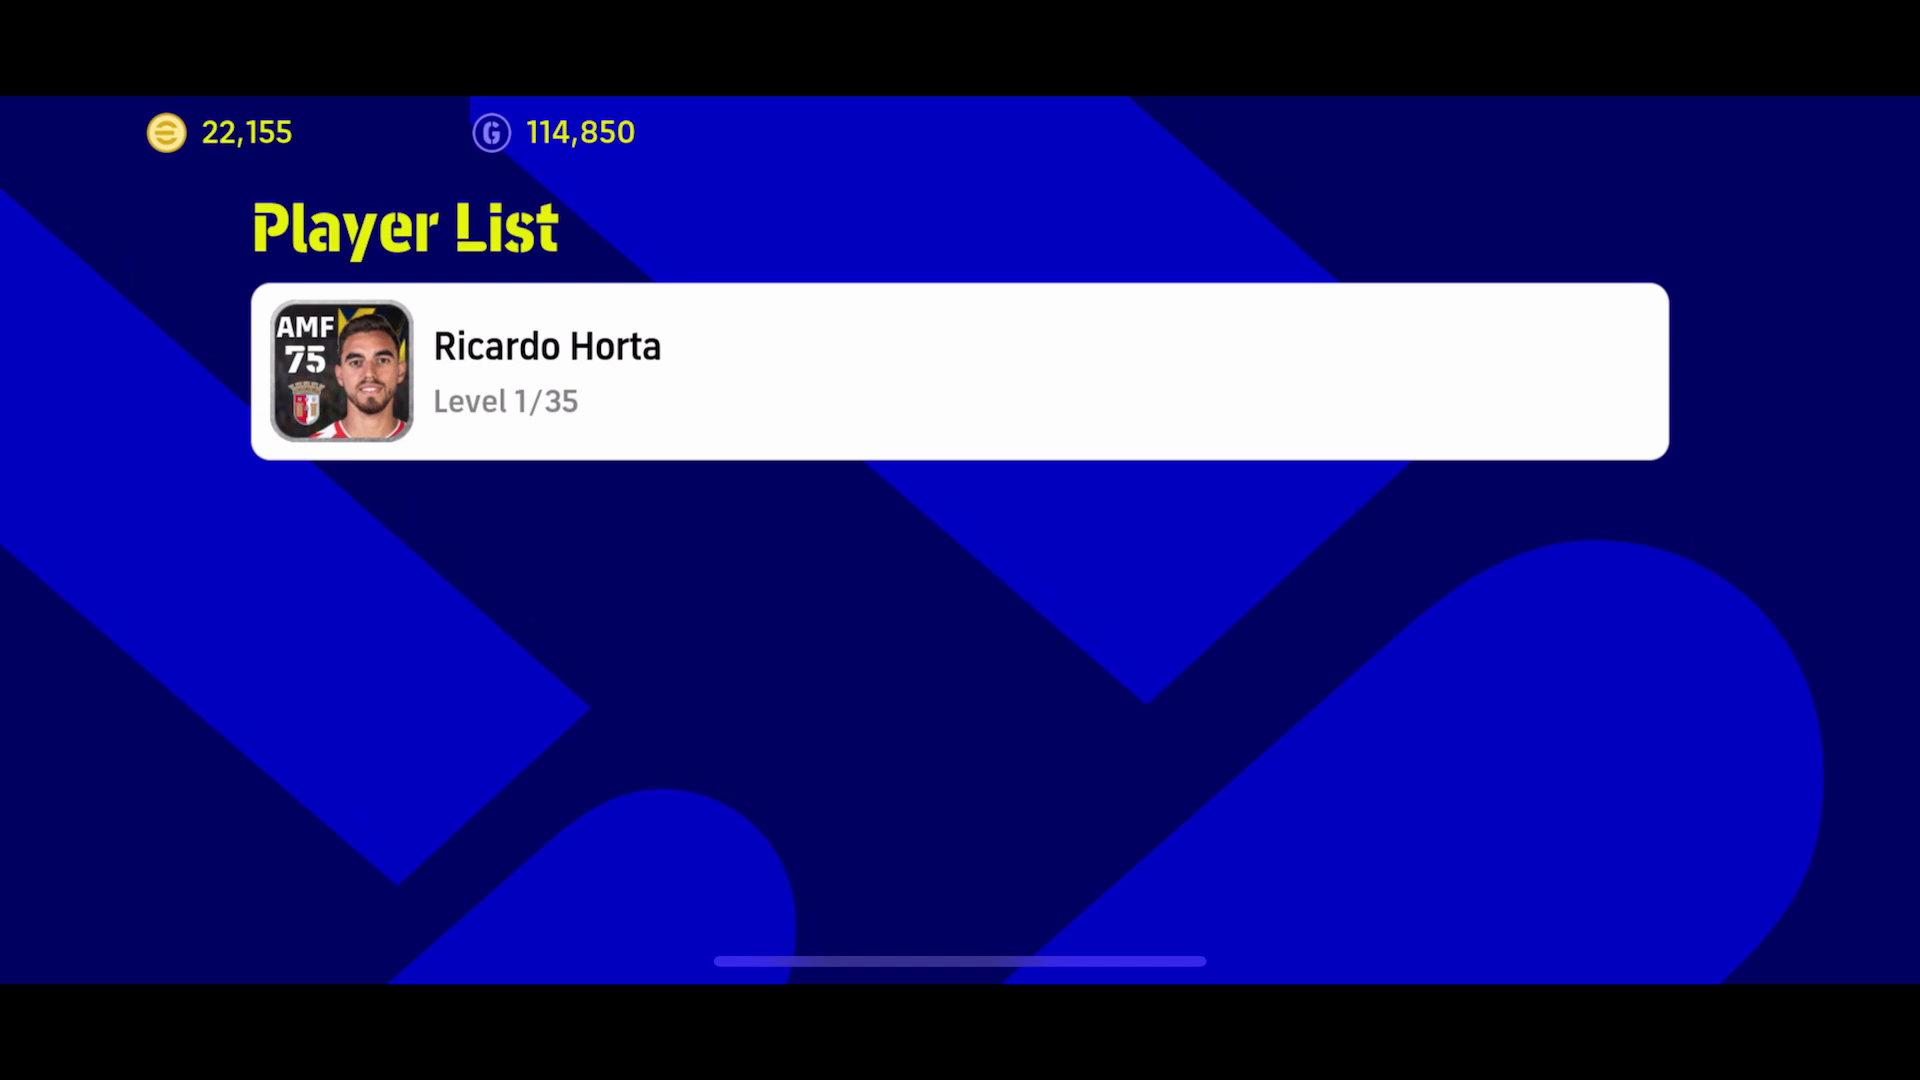 22,155
G 114,850
Player List
AMF
75
Ricardo Horta
Level 1/35